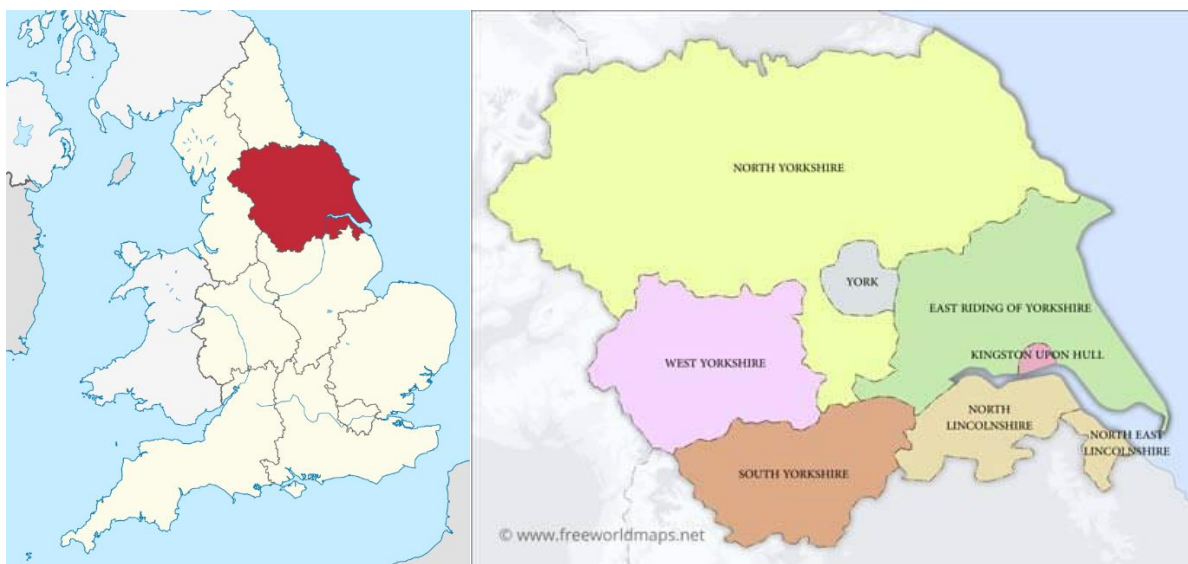 NORTH YORKSHIRE
YORK
EAST RIDING OF YORKSHIRE
WEST YORKSHIRE
KINGSTON UPON HULL
NORTH
LINCOLNSHIRE
NORTH EAST
LINCOLNSHIRE
SOUTH YORKSHIRE
© www.freeworldmaps.net